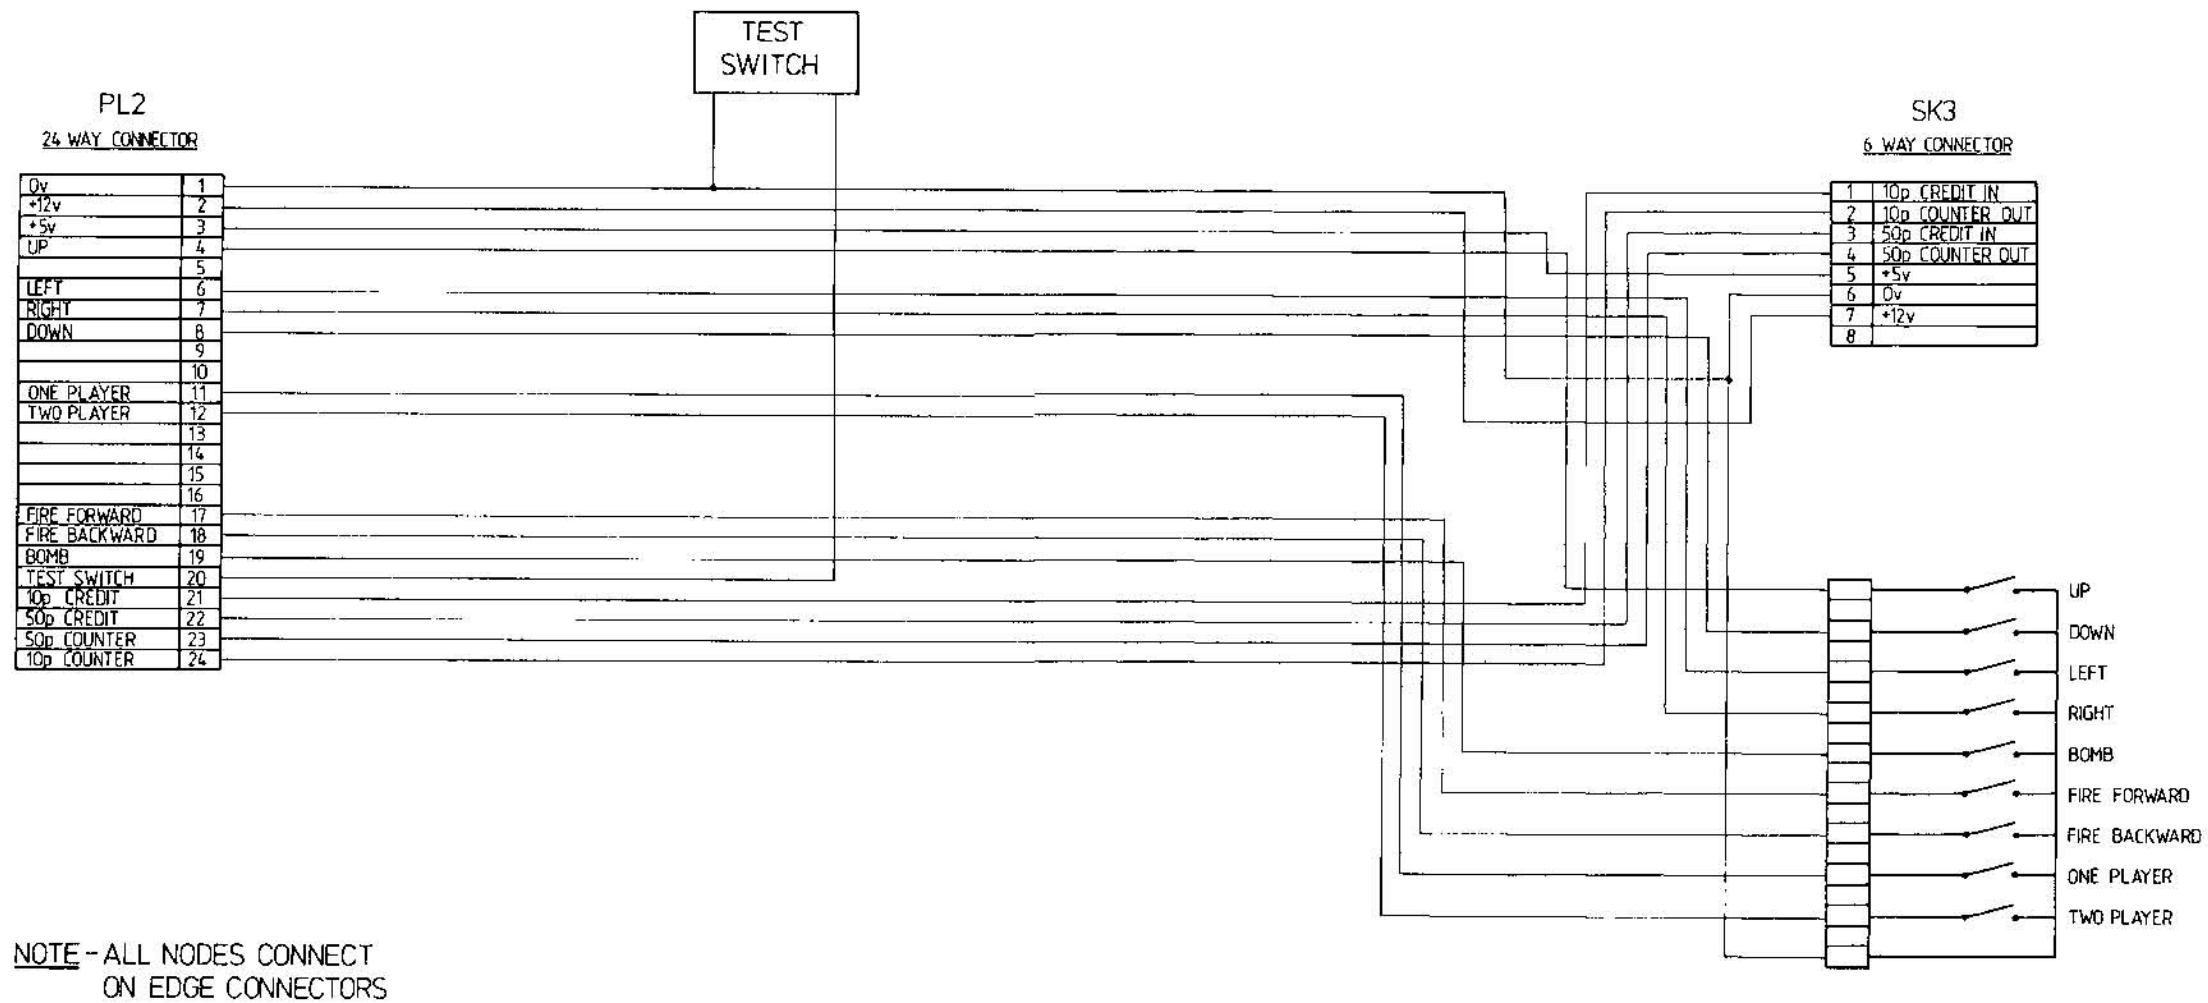 TEST
SWITCH
PL2
24 WAY CONNECTOR
0v 1
+12v 2
+5v 3
UP 4
5
LEFT 6
RIGHT 7
DOWN 8
9
10
ONE PLAYER 11
TWO PLAYER 12
13
14
15
16
FIRE FORWARD 17
FIRE BACKWARD 18
BOMB 19
TEST SWITCH 20
10p CREDIT 21
50p CREDIT 22
50p COUNTER 23
10p COUNTER 24
SK3
6 WAY CONNECTOR
1 10p CREDIT IN
2 10p COUNTER OUT
3 50p CREDIT IN
4 50p COUNTER OUT
5 +5v
6 0v
7 +12v
8
UP
DOWN
LEFT
RIGHT
BOMB
FIRE FORWARD
FIRE BACKWARD
ONE PLAYER
TWO PLAYER
NOTE - ALL NODES CONNECT
ON EDGE CONNECTORS